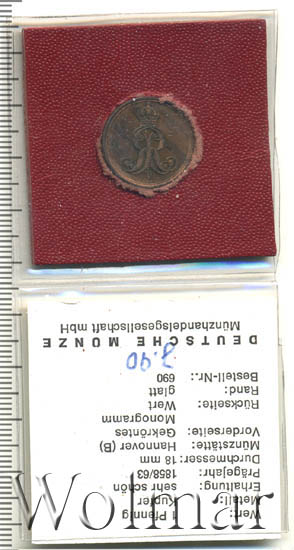 DEUTSCHE MÜNZE
Münzhandelsgesellschaft mbH
Wert: 1 Pfennig
Metall: Kupfer
Erhaltung: sehr schön
Prägejahr: 1858/63
Durchmesser: 18 mm
Münzstätte: Hannover (B)
Vorderseite: Gekröntes
Monogramm
Rückseite: Wert
Rand: glatt
Bestell-Nr.: 690
7.90
Wolmar